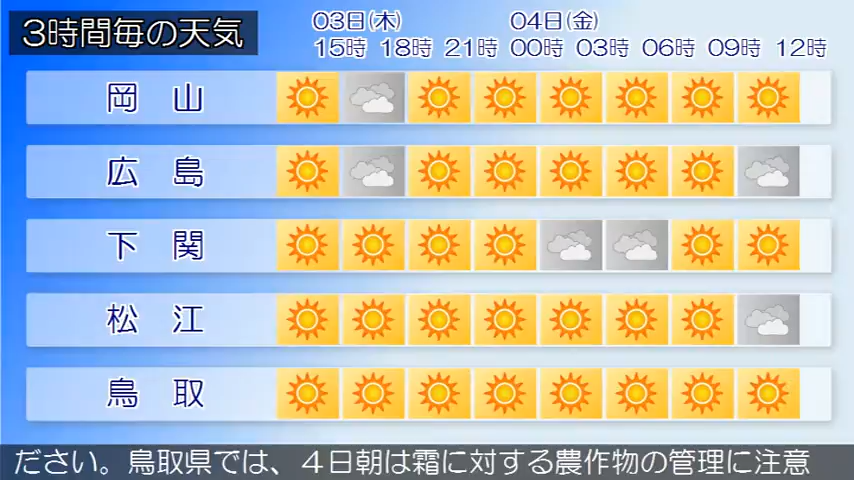 3時間毎の天気
03日(木) 04日(金)
15時 18時 21時 00時 03時 06時 09時 12時
岡 山
広 島
下 関
松 江
鳥 取
ださい。鳥取県では、４日朝は霜に対する農作物の管理に注意